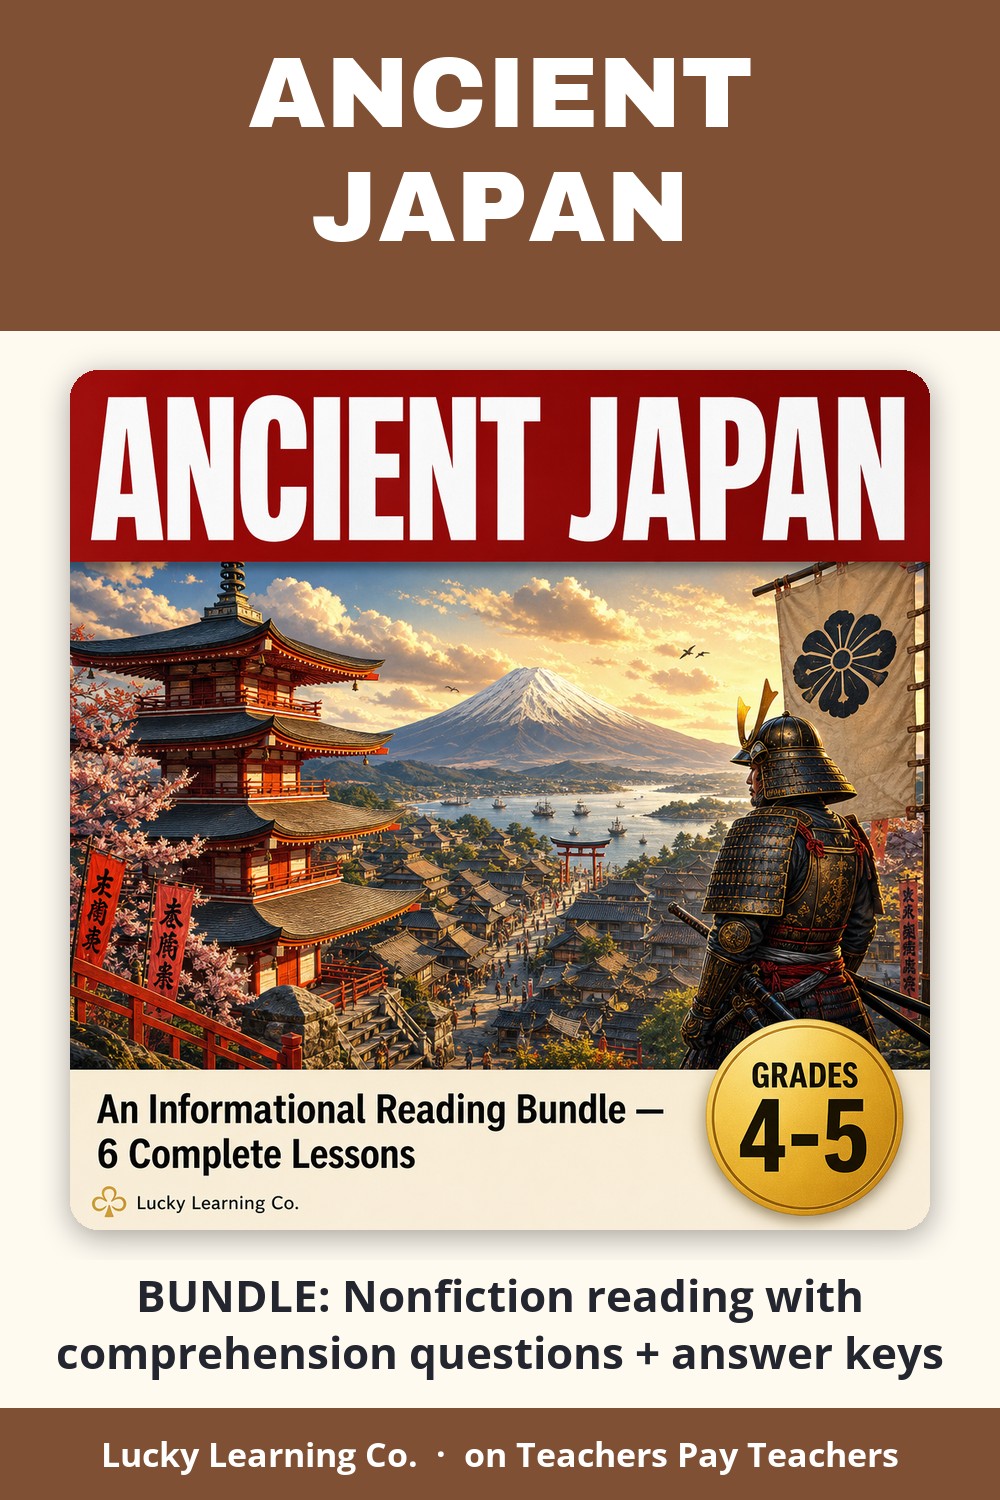 ANCIENT
JAPAN
ANCIENT JAPAN
GRADES
4-5
An Informational Reading Bundle —
6 Complete Lessons
Lucky Learning Co.
BUNDLE: Nonfiction reading with
comprehension questions + answer keys
Lucky Learning Co. · on Teachers Pay Teachers